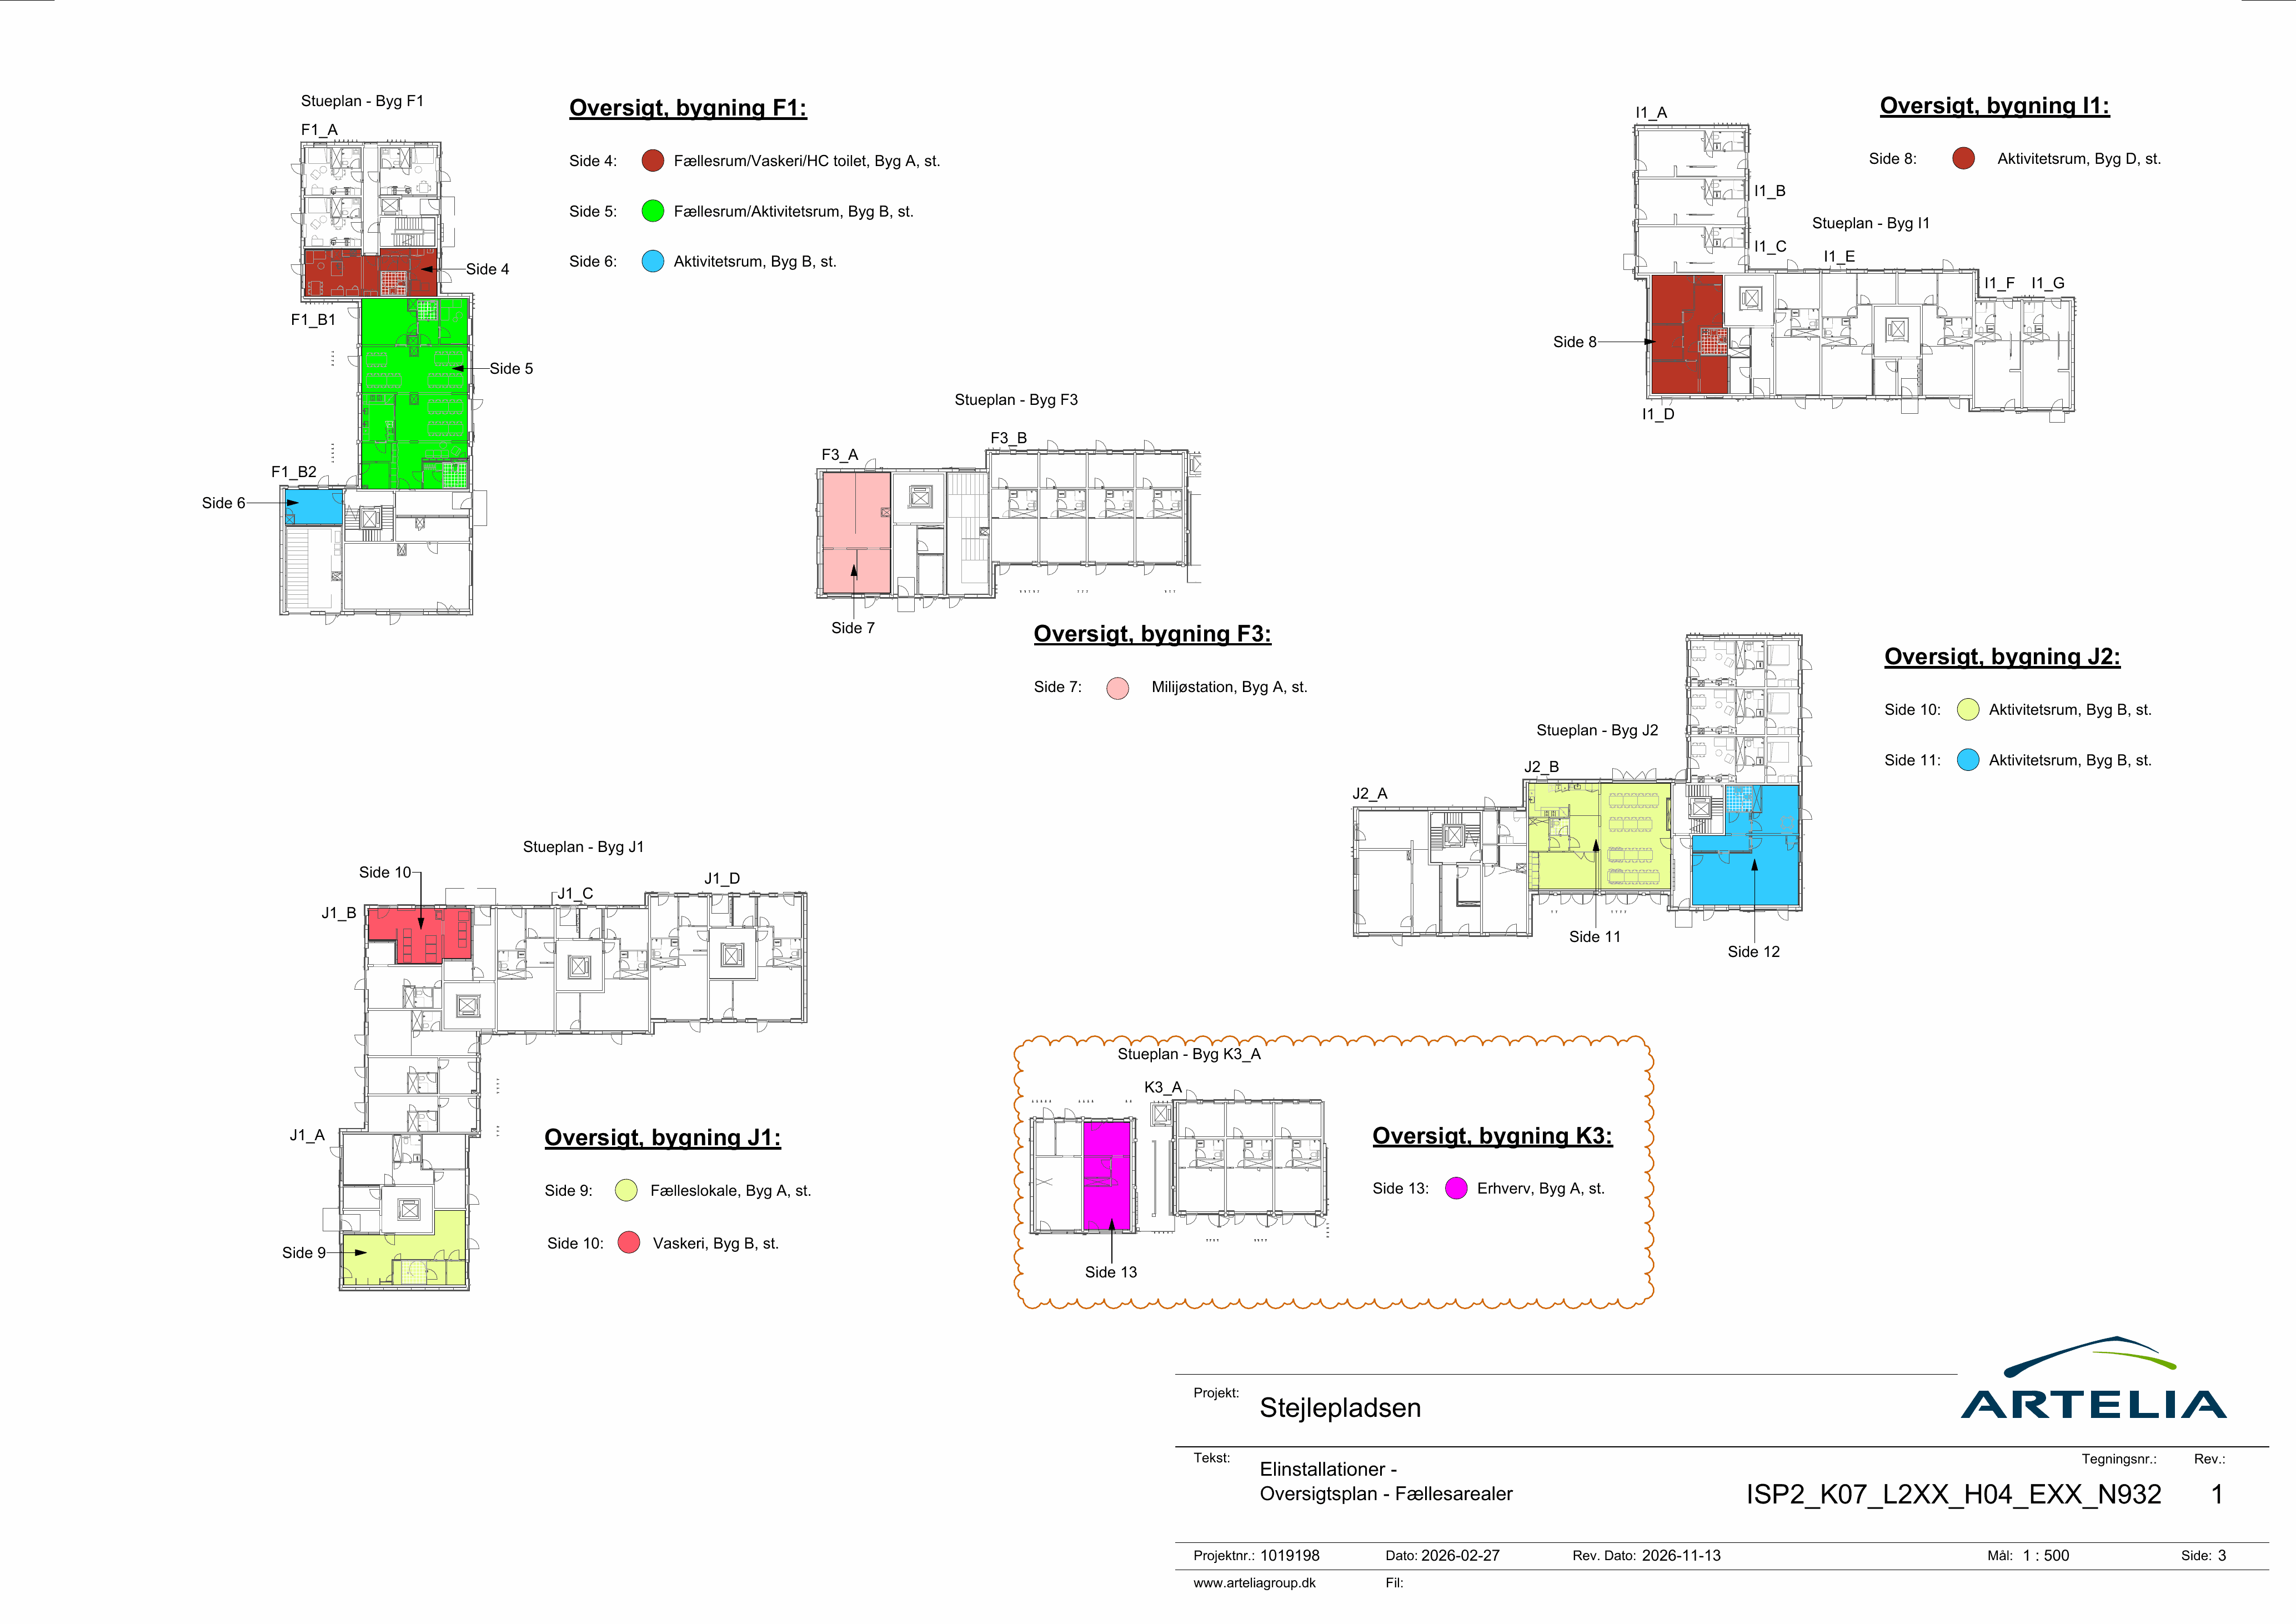 Stueplan - Byg F1
F1_A
Side 4
F1_B1
Side 5
F1_B2
Side 6
Oversigt, bygning F1:
Side 4: Fællesrum/Vaskeri/HC toilet, Byg A, st.
Side 5: Fællesrum/Aktivitetsrum, Byg B, st.
Side 6: Aktivitetsrum, Byg B, st.
Oversigt, bygning I1:
Side 8: Aktivitetsrum, Byg D, st.
I1_A
I1_B
Stueplan - Byg I1
I1_C
I1_E
I1_F
I1_G
Side 8
I1_D
Stueplan - Byg F3
F3_B
F3_A
Side 7
Oversigt, bygning F3:
Side 7: Milijøstation, Byg A, st.
Oversigt, bygning J2:
Side 10: Aktivitetsrum, Byg B, st.
Side 11: Aktivitetsrum, Byg B, st.
Stueplan - Byg J2
J2_B
J2_A
Side 11
Side 12
Stueplan - Byg J1
Side 10
J1_D
J1_C
J1_B
J1_A
Side 9
Oversigt, bygning J1:
Side 9: Fælleslokale, Byg A, st.
Side 10: Vaskeri, Byg B, st.
Stueplan - Byg K3_A
K3_A
Side 13
Oversigt, bygning K3:
Side 13: Erhverv, Byg A, st.
ARTELIA
Projekt: Stejlepladsen
Tekst: Elinstallationer -
Oversigtsplan - Fællesarealer
Tegningsnr.: Rev.:
ISP2_K07_L2XX_H04_EXX_N932 1
Projektnr.: 1019198 Dato: 2026-02-27 Rev. Dato: 2026-11-13 Mål: 1 : 500 Side: 3
www.arteliagroup.dk Fil: